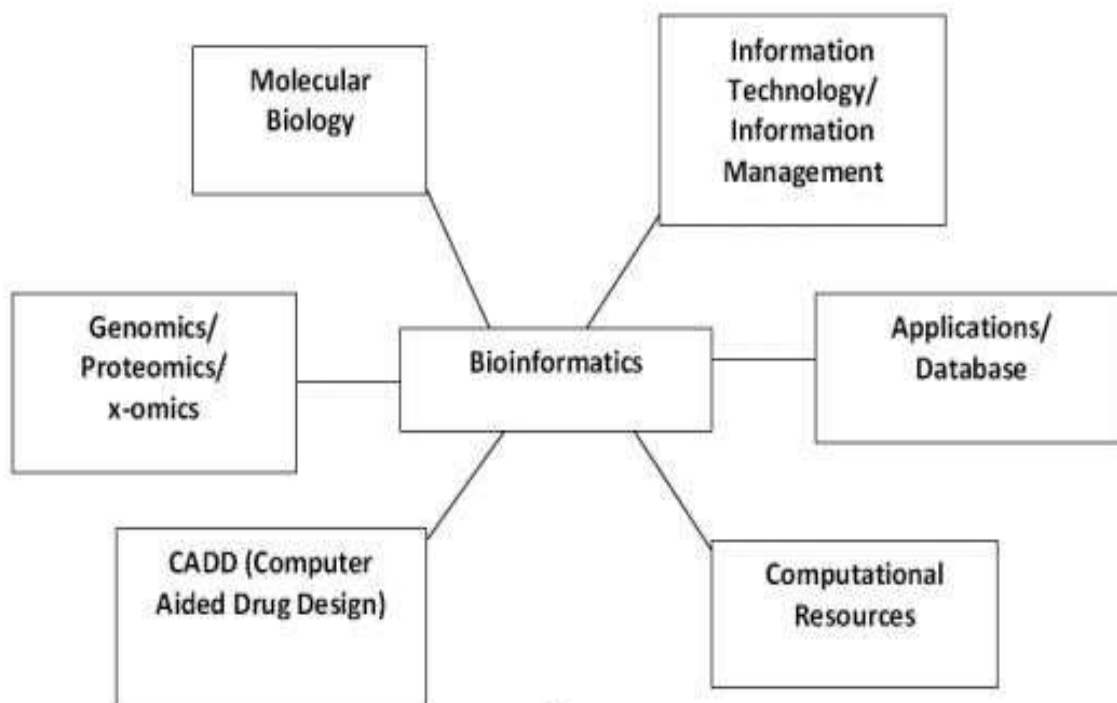 Molecular
Biology
Information
Technology/
Information
Management
Genomics/
Proteomics/
x-omics
Bioinformatics
Applications/
Database
CADD (Computer
Aided Drug Design)
Computational
Resources